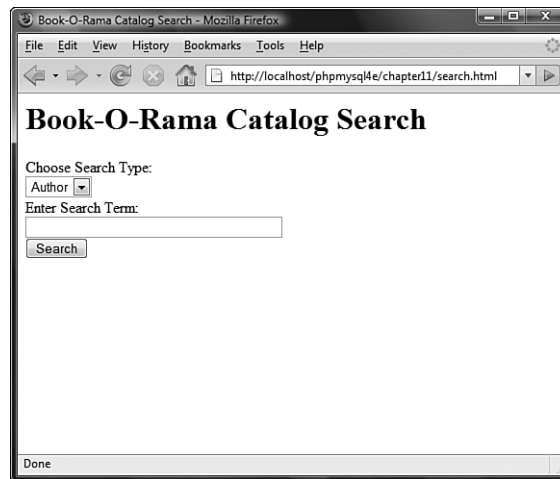 Book-O-Rama Catalog Search - Mozilla Firefox
File Edit View History Bookmarks Tools Help
http://localhost/phpmysql4e/chapter11/search.html
Book-O-Rama Catalog Search
Choose Search Type:
Author
Enter Search Term:
Search
Done